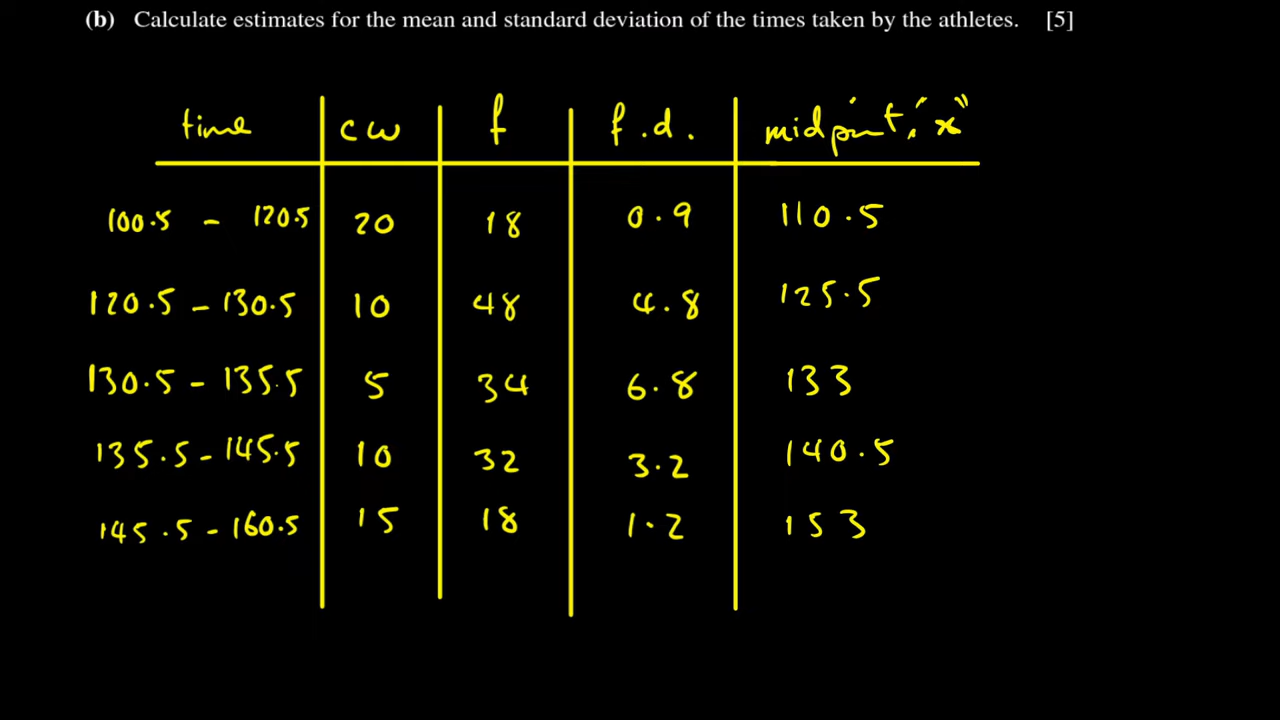 (b) Calculate estimates for the mean and standard deviation of the times taken by the athletes. [5]
time cw f f.d. midpoint, "x"
100.5 - 120.5 20 18 0.9 110.5
120.5 - 130.5 10 48 4.8 125.5
130.5 - 135.5 5 34 6.8 133
135.5 - 145.5 10 32 3.2 140.5
145.5 - 160.5 15 18 1.2 153